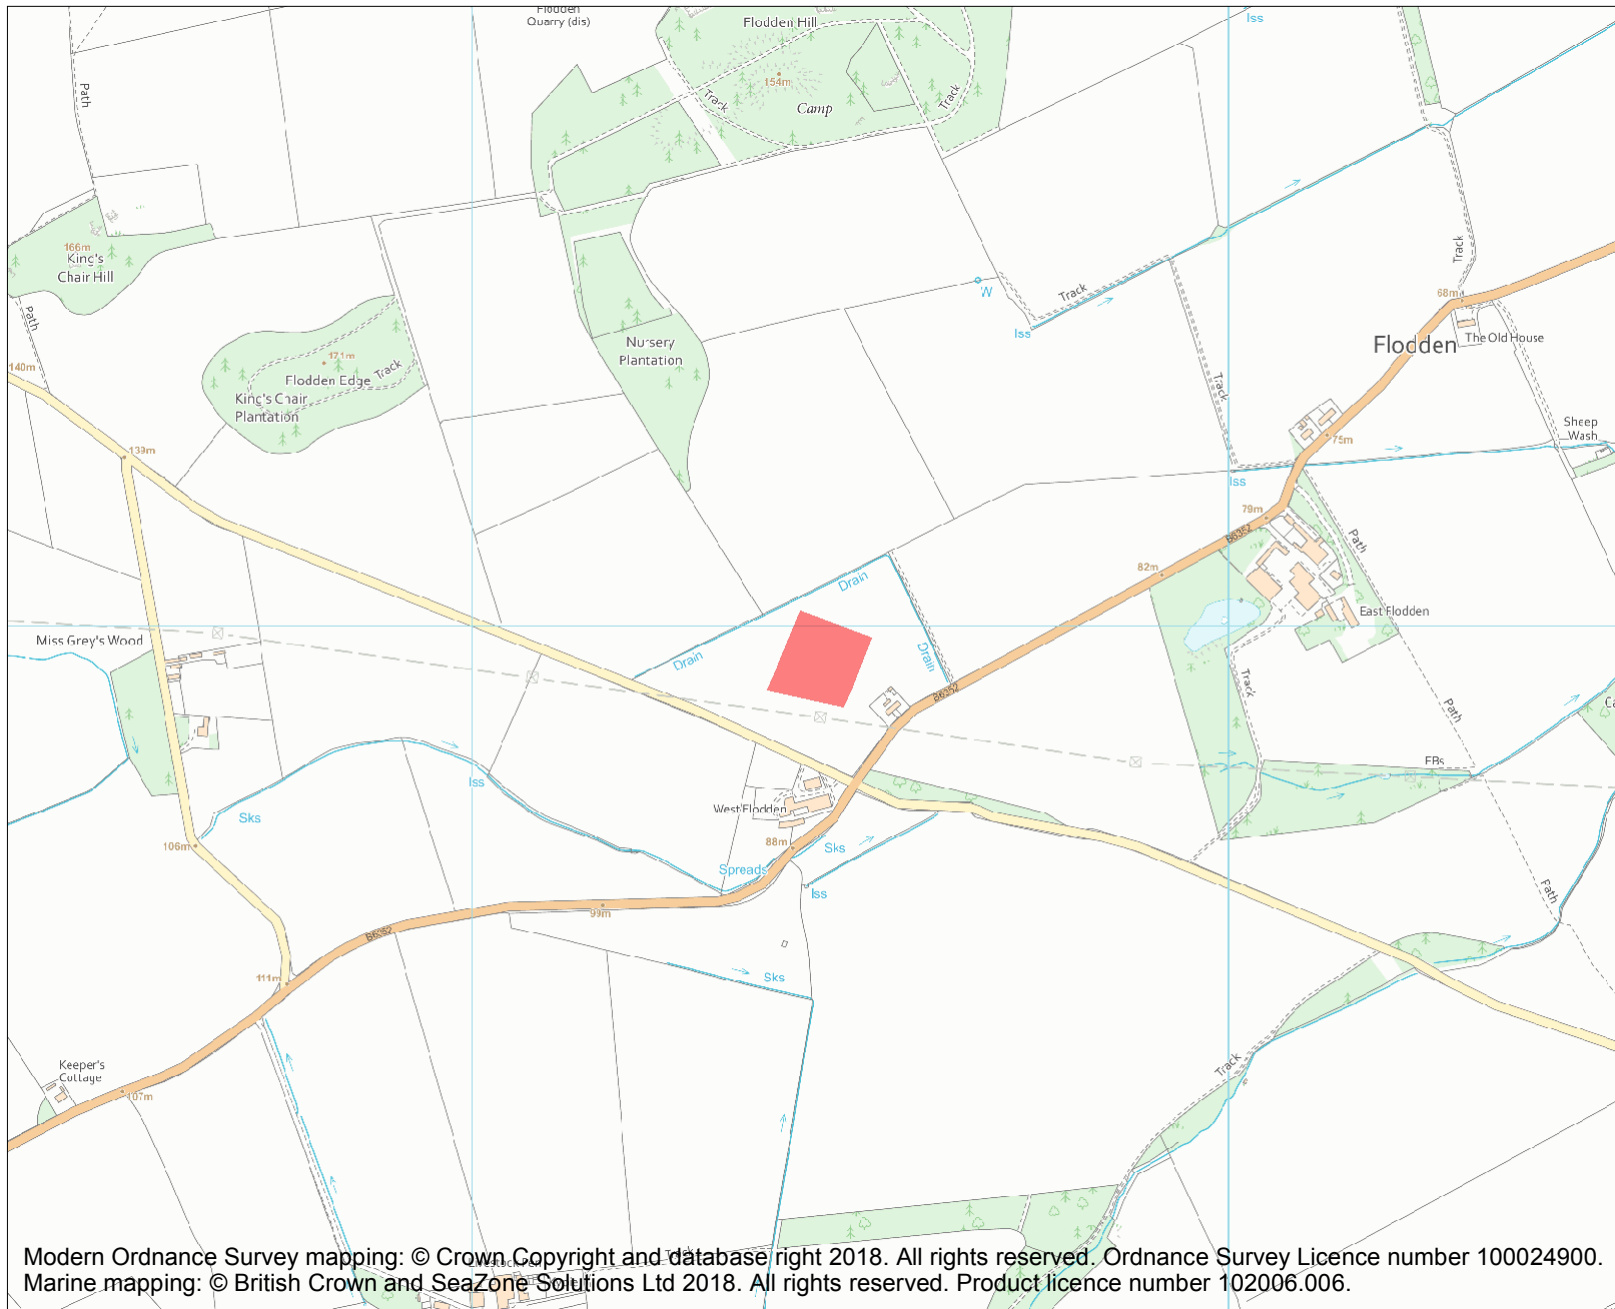 Flodden
Quarry (dis)
Flodden Hill
Iss
154m
Camp
Track
Track
Path
166m
King's
Chair Hill
Path
W
Iss
Track
Track
68m
Flodden
The Old House
140m
171m
Flodden Edge
Track
King's Chair
Plantation
Nursery
Plantation
Track
75m
Sheep
Wash
139m
Iss
79m
B6352
Path
82m
Drain
Drain
Drain
East Flodden
Miss Grey's Wood
B6352
Track
Path
FBs
Iss
Sks
West Flodden
106m
88m
Sks
Spreads
Iss
Path
99m
B6352
111m
Sks
Keeper's
Cottage
107m
Track
Track
Modern Ordnance Survey mapping: © Crown Copyright and database right 2018. All rights reserved. Ordnance Survey Licence number 100024900.
Marine mapping: © British Crown and SeaZone Solutions Ltd 2018. All rights reserved. Product licence number 102006.006.